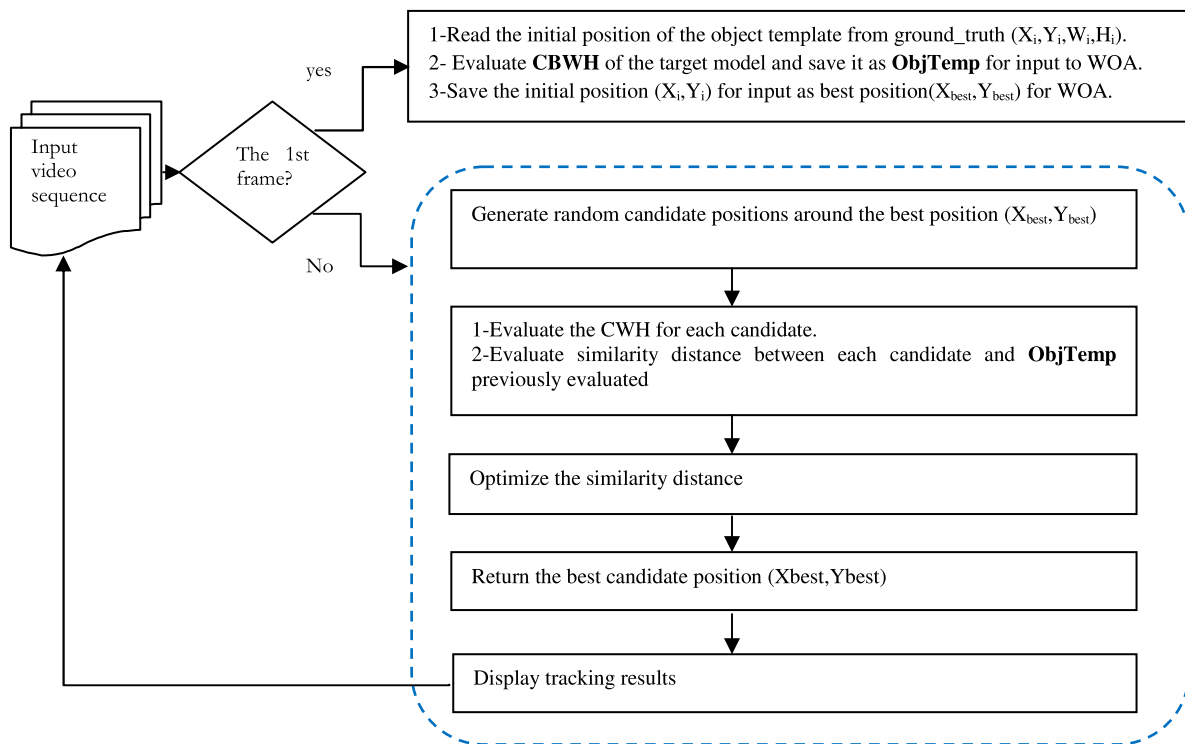 1-Read the initial position of the object template from ground_truth (Xi,Yi,Wi,Hi).
2- Evaluate CBWH of the target model and save it as ObjTemp for input to WOA.
3-Save the initial position (Xi,Yi) for input as best position(Xbest,Ybest) for WOA.
yes
Input
video
sequence
The 1st
frame?
No
Generate random candidate positions around the best position (Xbest,Ybest)
1-Evaluate the CWH for each candidate.
2-Evaluate similarity distance between each candidate and ObjTemp
previously evaluated
Optimize the similarity distance
Return the best candidate position (Xbest,Ybest)
Display tracking results